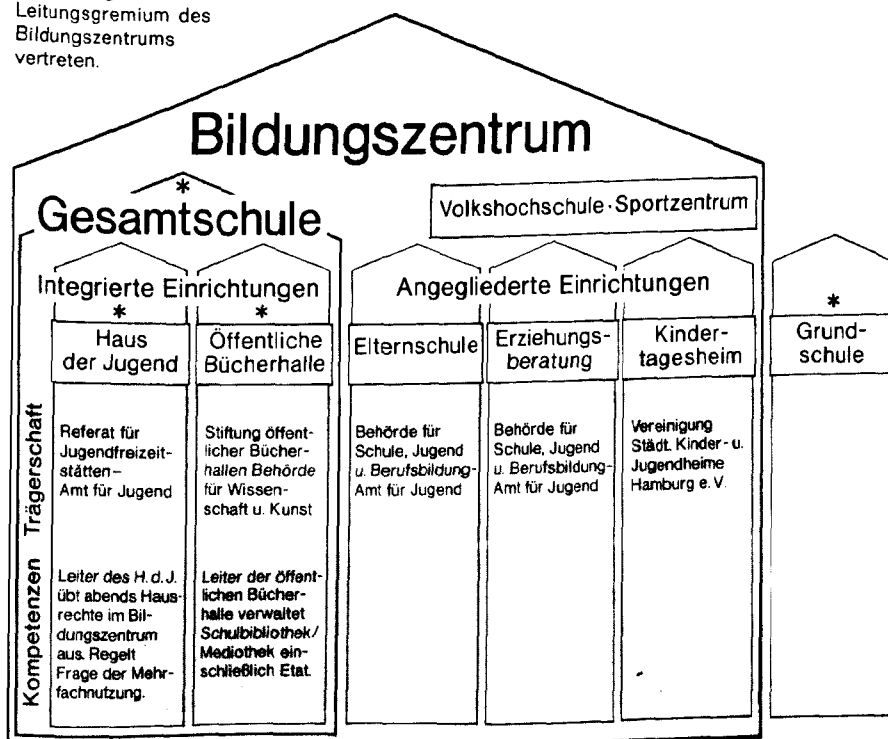 Leitungsgremium des
Bildungszentrums
vertreten.
Bildungszentrum
*
Gesamtschule
Volkshochschule·Sportzentrum
Integrierte Einrichtungen
Angegliederte Einrichtungen
*
Haus
der Jugend
*
Öffentliche
Bücherhalle
Elternschule
Erziehungs-
beratung
Kinder-
tagesheim
*
Grund-
schule
Trägerschaft
Referat für
Jugendfreizeit-
stätten–
Amt für Jugend
Stiftung öffent-
licher Bücher-
hallen Behörde
für Wissen-
schaft u. Kunst
Behörde für
Schule, Jugend
u. Berufsbildung-
Amt für Jugend
Behörde für
Schule, Jugend
u. Berufsbildung-
Amt für Jugend
Vereinigung
Städt. Kinder- u.
Jugendheime
Hamburg e. V.
Kompetenzen
Leiter des H. d. J.
übt abends Haus-
rechte im Bil-
dungszentrum
aus. Regelt
Frage der Mehr-
fachnutzung.
Leiter der öffent-
lichen Bücher-
halle verwaltet
Schulbibliothek/
Mediothek ein-
schließlich Etat.